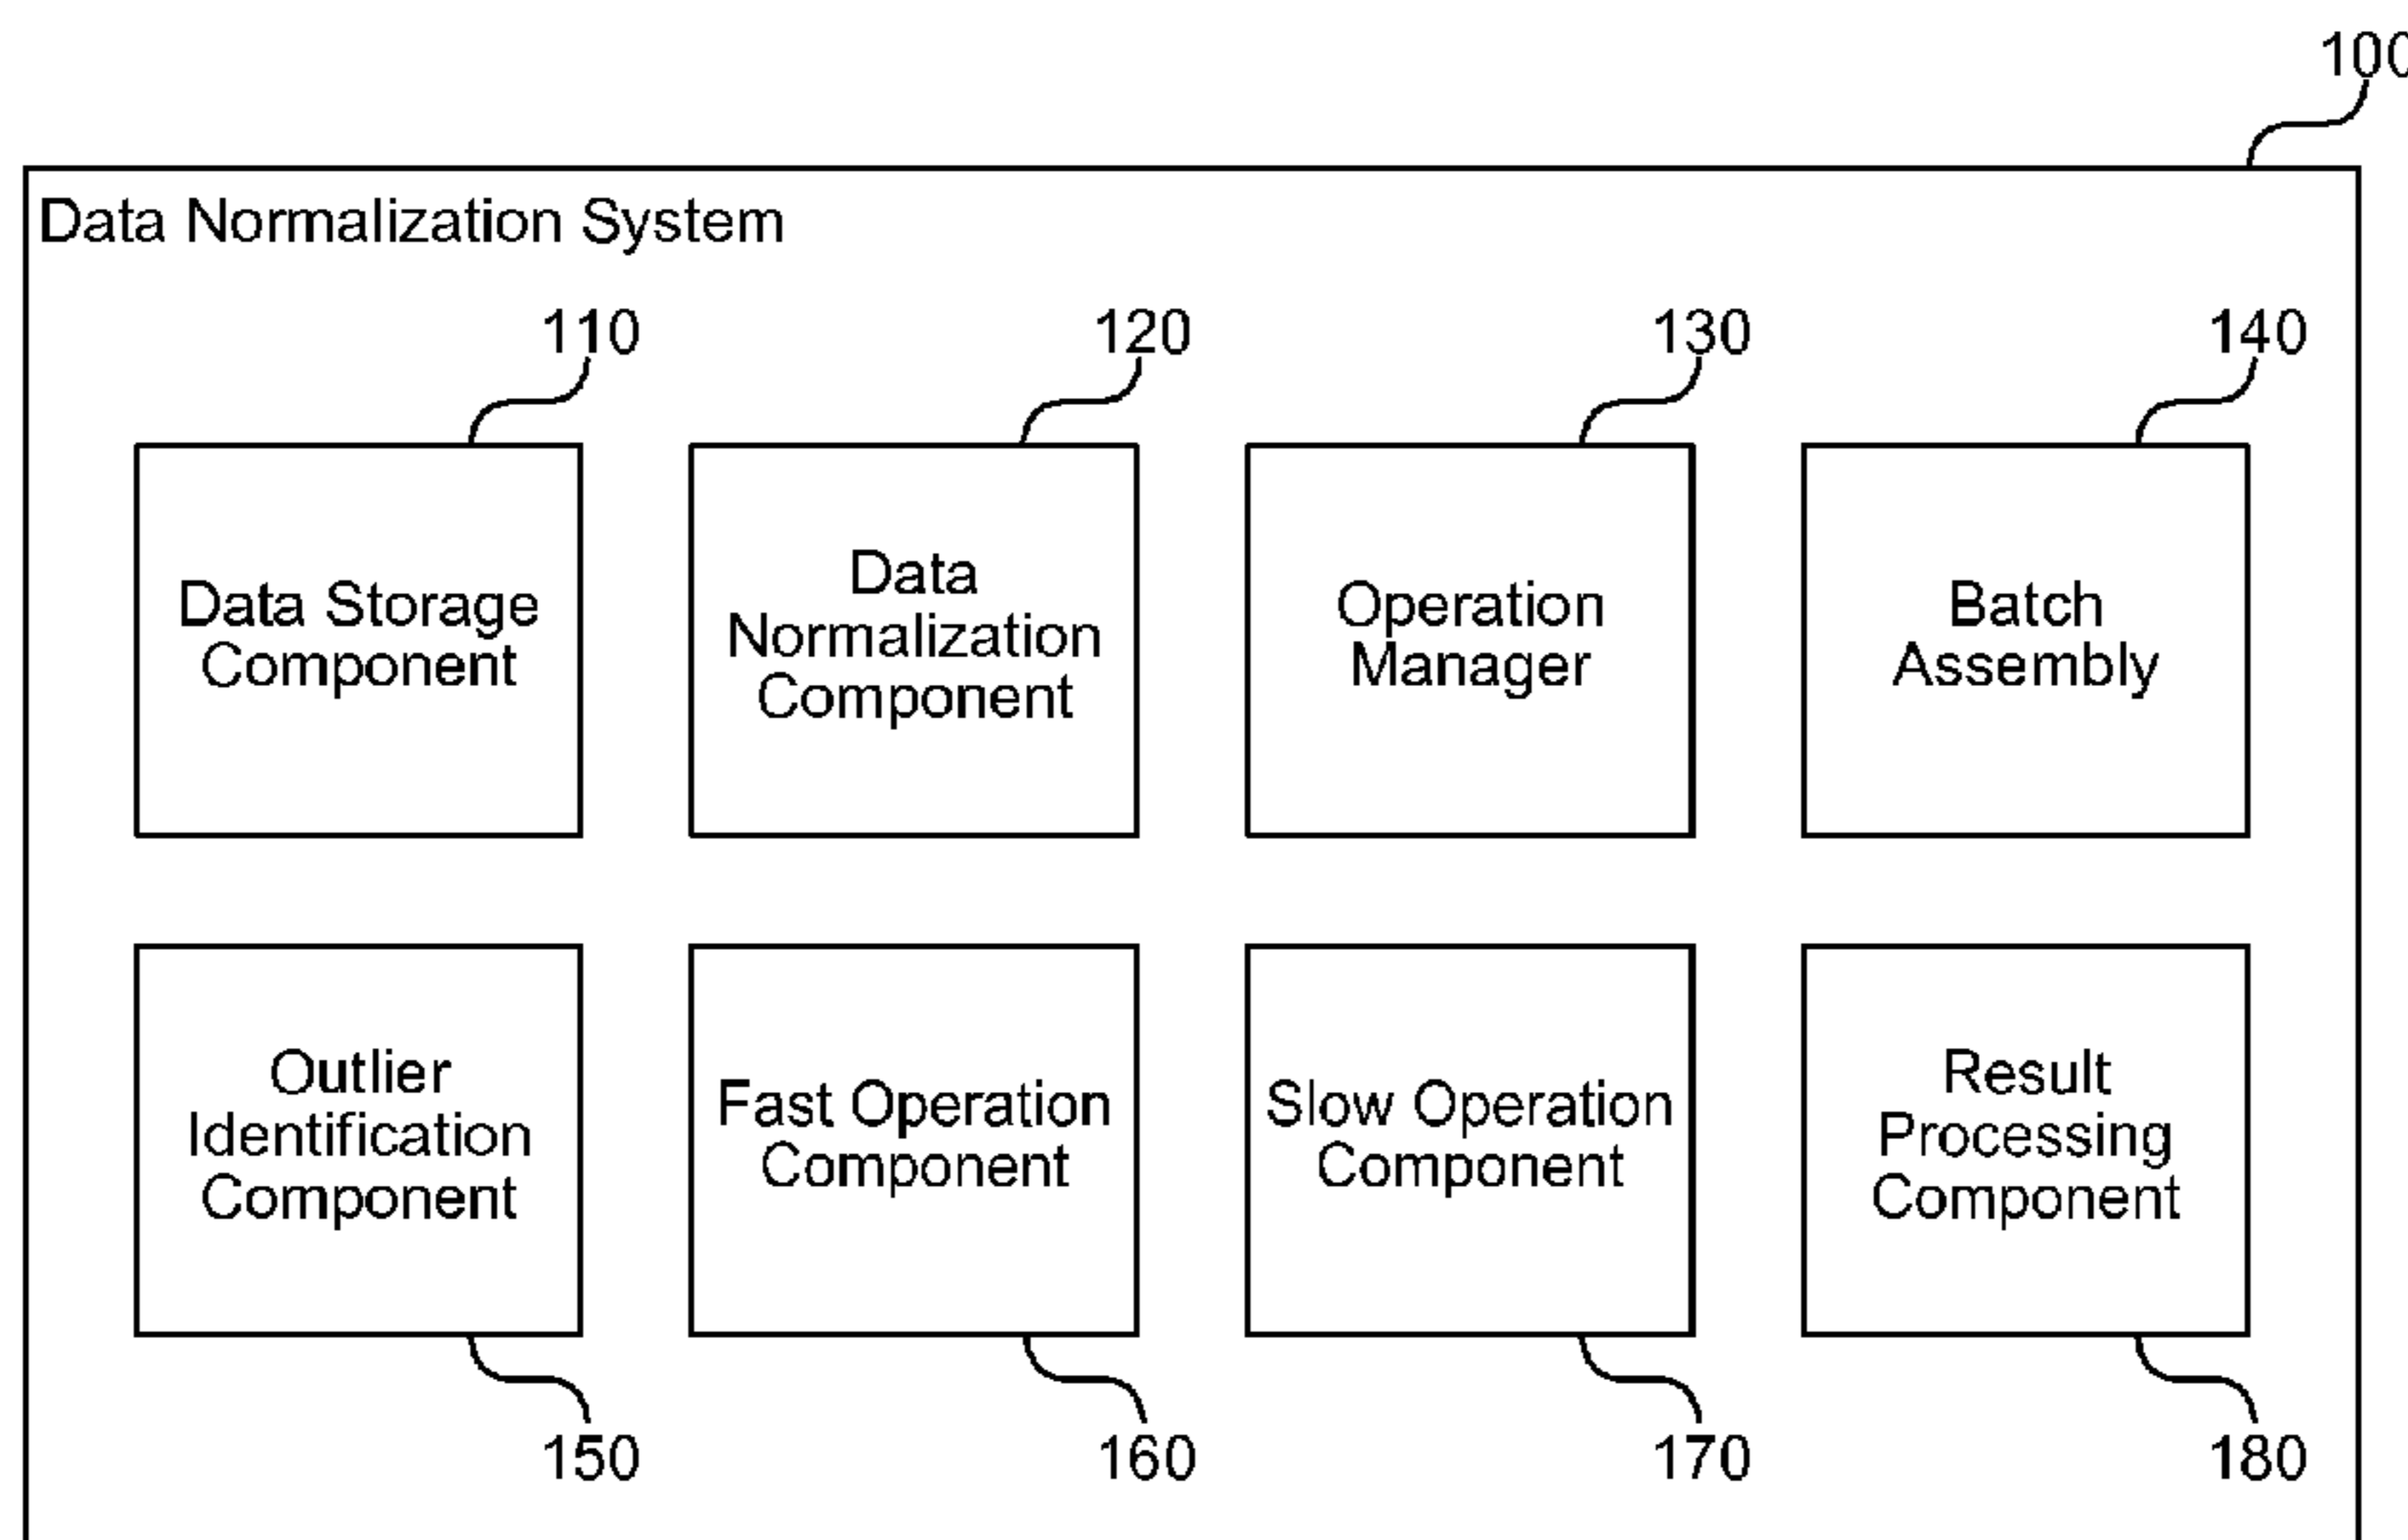 100
Data Normalization System
110
120
130
140
Data Storage
Component
Data
Normalization
Component
Operation
Manager
Batch
Assembly
Outlier
Identification
Component
Fast Operation
Component
Slow Operation
Component
Result
Processing
Component
150
160
170
180